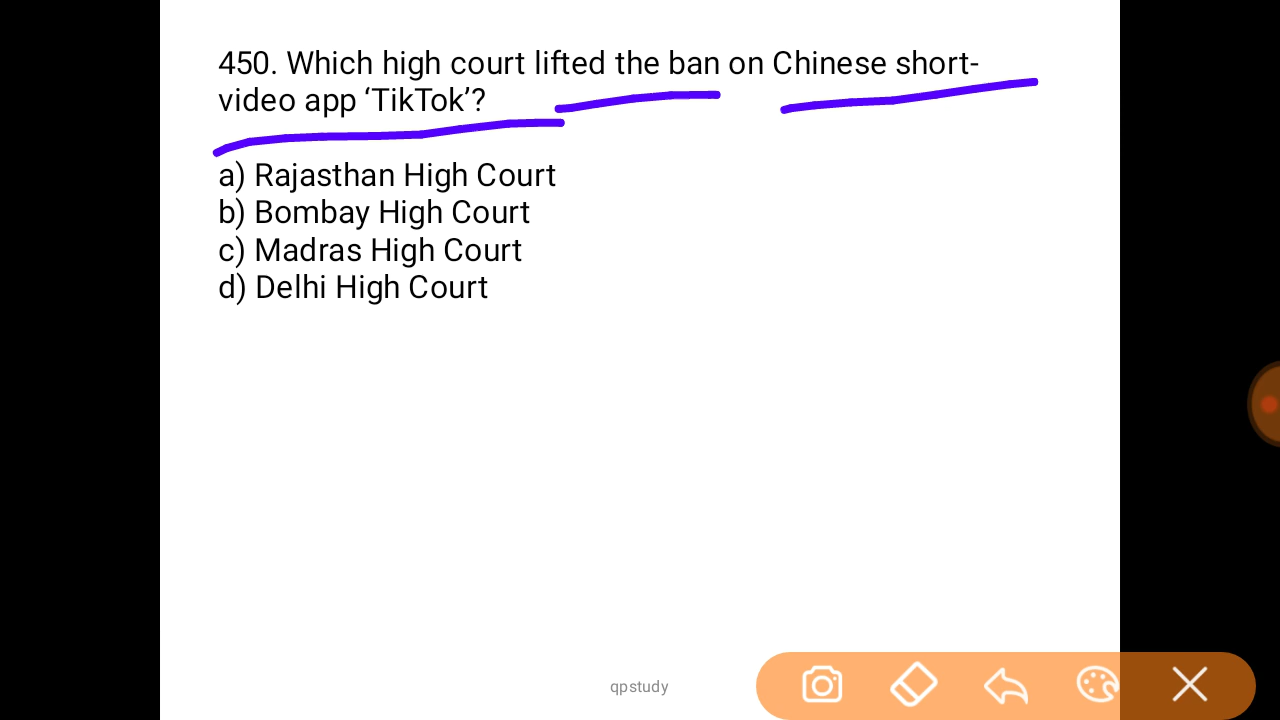 450. Which high court lifted the ban on Chinese short-
video app ‘TikTok’?
a) Rajasthan High Court
b) Bombay High Court
c) Madras High Court
d) Delhi High Court
qpstudy